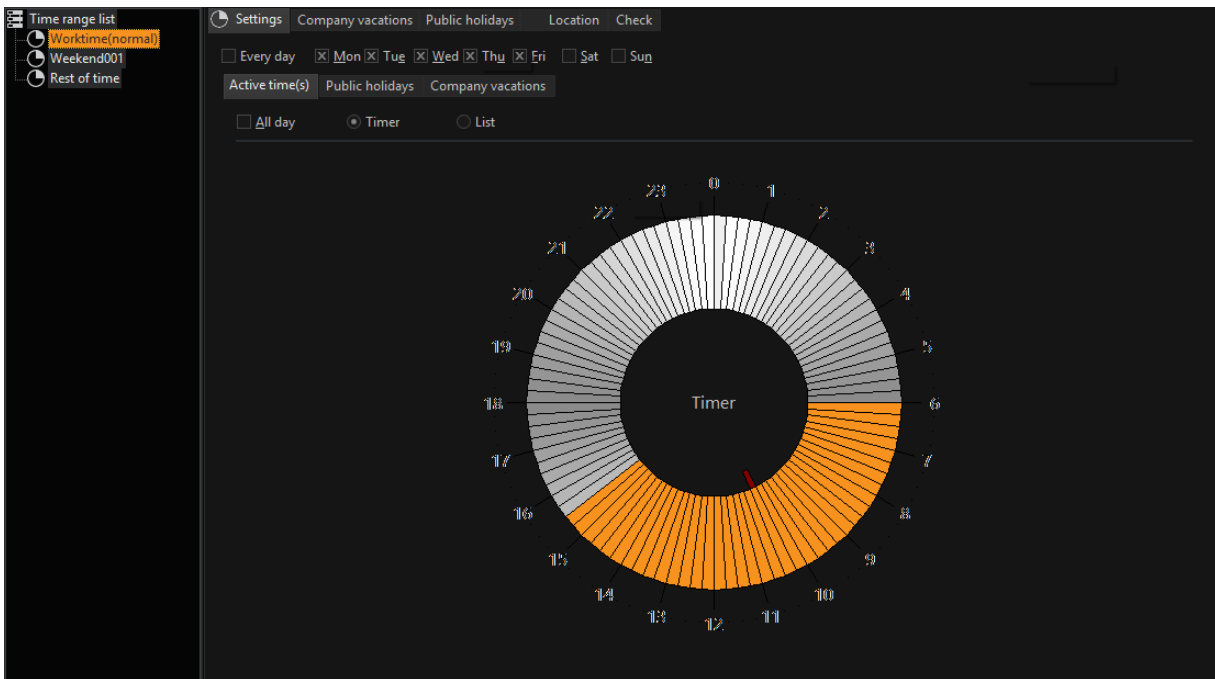 Time range list
Worktime(normal)
Weekend001
Rest of time
Settings Company vacations Public holidays Location Check
Every day Mon Tue Wed Thu Fri Sat Sun
Active time(s) Public holidays Company vacations
All day Timer List
0
1
2
3
4
5
6
7
8
9
10
11
12
13
14
15
16
17
18
19
20
21
22
23
Timer